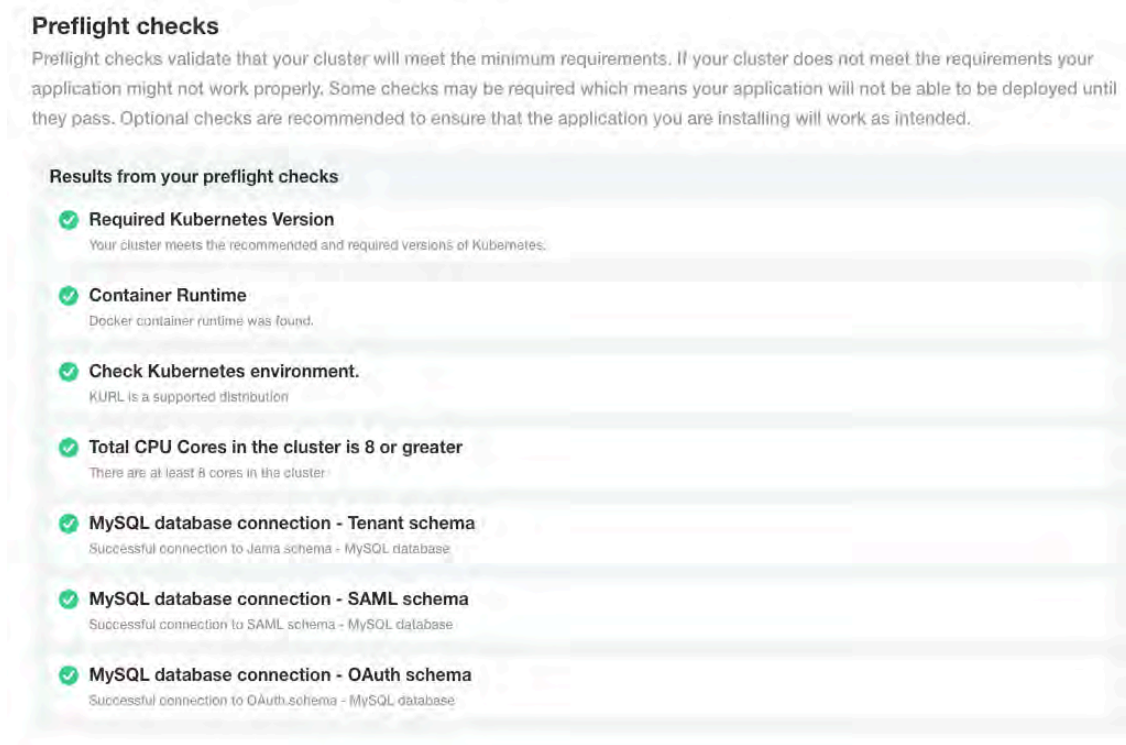 Preflight checks
Preflight checks validate that your cluster will meet the minimum requirements. If your cluster does not meet the requirements your
application might not work properly. Some checks may be required which means your application will not be able to be deployed until
they pass. Optional checks are recommended to ensure that the application you are installing will work as intended.
Results from your preflight checks
Required Kubernetes Version
Your cluster meets the recommended and required versions of Kubernetes.
Container Runtime
Docker container runtime was found.
Check Kubernetes environment.
KURL is a supported distribution
Total CPU Cores in the cluster is 8 or greater
There are at least 8 cores in the cluster
MySQL database connection - Tenant schema
Successful connection to Jama schema - MySQL database
MySQL database connection - SAML schema
Successful connection to SAML schema - MySQL database
MySQL database connection - OAuth schema
Successful connection to OAuth schema - MySQL database